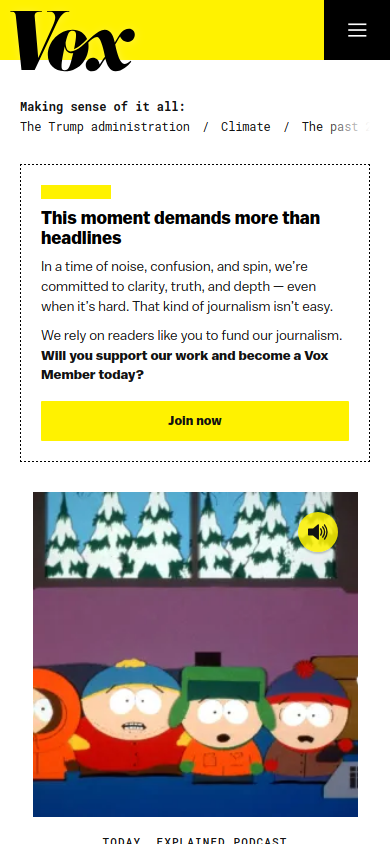 Vox
Making sense of it all:
The Trump administration / Climate / The past
This moment demands more than
headlines
In a time of noise, confusion, and spin, we're
committed to clarity, truth, and depth — even
when it's hard. That kind of journalism isn't easy.
We rely on readers like you to fund our journalism.
Will you support our work and become a Vox
Member today?
Join now
TODAY, EXPLAINED PODCAST